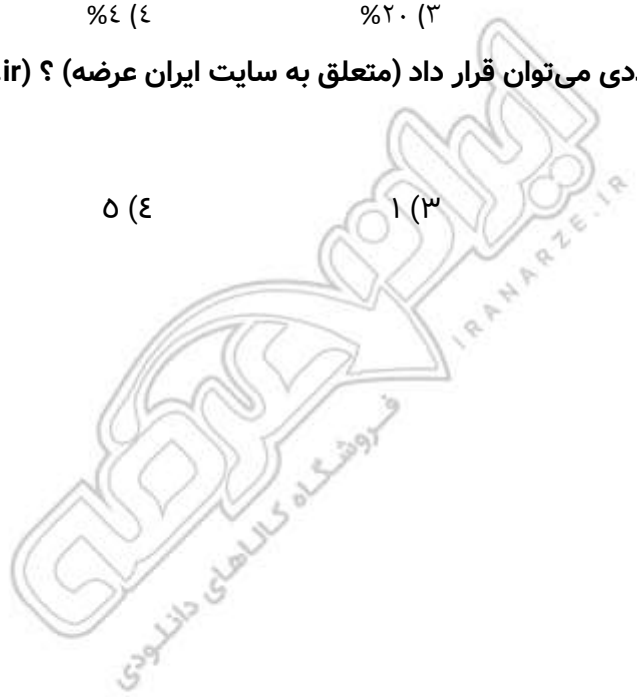 ۳) ۲۰% ۴) ۴%
دی می‌توان قرار داد (متعلق به سایت ایران عرضه) ؟ (ir
۳) ۱ ۴) ۵
ایران عرضه
IRANARZE.IR
فروشگاه کالاهای دانلودی